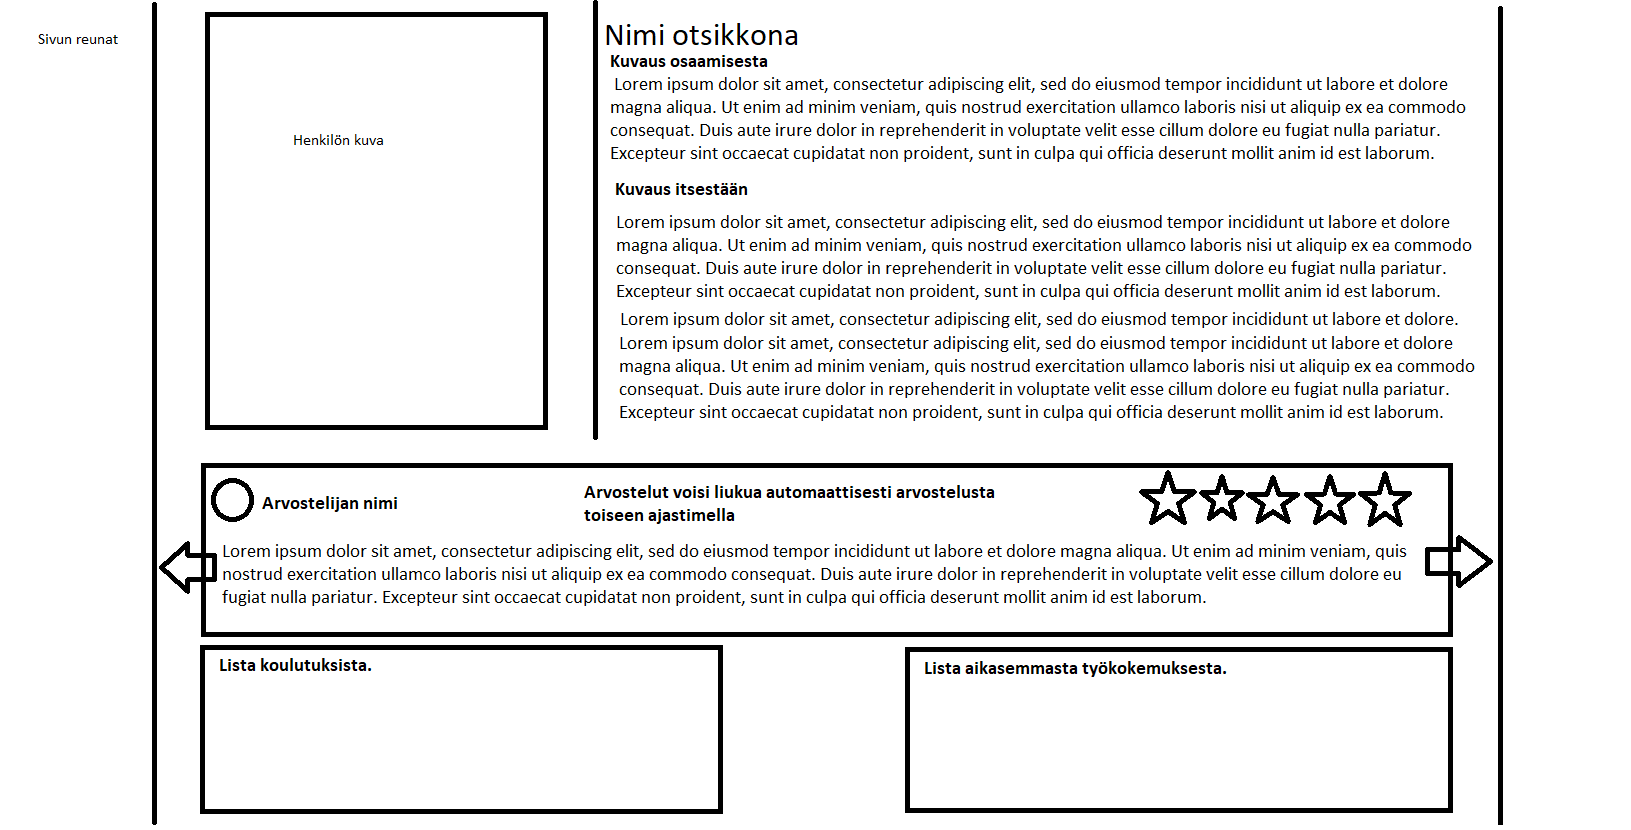 Sivun reunat
Henkilön kuva
Nimi otsikkona
Kuvaus osaamisesta
Lorem ipsum dolor sit amet, consectetur adipiscing elit, sed do eiusmod tempor incididunt ut labore et dolore
magna aliqua. Ut enim ad minim veniam, quis nostrud exercitation ullamco laboris nisi ut aliquip ex ea commodo
consequat. Duis aute irure dolor in reprehenderit in voluptate velit esse cillum dolore eu fugiat nulla pariatur.
Excepteur sint occaecat cupidatat non proident, sunt in culpa qui officia deserunt mollit anim id est laborum.
Kuvaus itsestään
Lorem ipsum dolor sit amet, consectetur adipiscing elit, sed do eiusmod tempor incididunt ut labore et dolore
magna aliqua. Ut enim ad minim veniam, quis nostrud exercitation ullamco laboris nisi ut aliquip ex ea commodo
consequat. Duis aute irure dolor in reprehenderit in voluptate velit esse cillum dolore eu fugiat nulla pariatur.
Excepteur sint occaecat cupidatat non proident, sunt in culpa qui officia deserunt mollit anim id est laborum.
Lorem ipsum dolor sit amet, consectetur adipiscing elit, sed do eiusmod tempor incididunt ut labore et dolore.
Lorem ipsum dolor sit amet, consectetur adipiscing elit, sed do eiusmod tempor incididunt ut labore et dolore
magna aliqua. Ut enim ad minim veniam, quis nostrud exercitation ullamco laboris nisi ut aliquip ex ea commodo
consequat. Duis aute irure dolor in reprehenderit in voluptate velit esse cillum dolore eu fugiat nulla pariatur.
Excepteur sint occaecat cupidatat non proident, sunt in culpa qui officia deserunt mollit anim id est laborum.
Arvostelijan nimi
Arvostelut voisi liukua automaattisesti arvostelusta
toiseen ajastimella
Lorem ipsum dolor sit amet, consectetur adipiscing elit, sed do eiusmod tempor incididunt ut labore et dolore magna aliqua. Ut enim ad minim veniam, quis
nostrud exercitation ullamco laboris nisi ut aliquip ex ea commodo consequat. Duis aute irure dolor in reprehenderit in voluptate velit esse cillum dolore eu
fugiat nulla pariatur. Excepteur sint occaecat cupidatat non proident, sunt in culpa qui officia deserunt mollit anim id est laborum.
Lista koulutuksista.
Lista aikasemmasta työkokemuksesta.